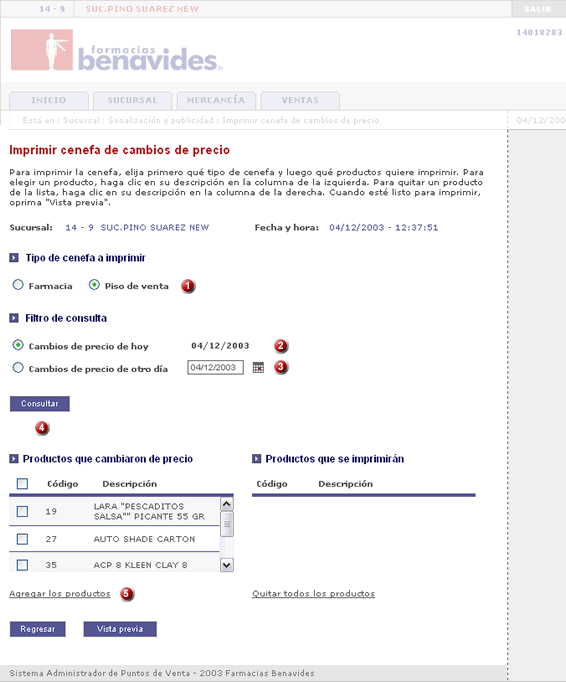 14 - 9 SUC.PINO SUAREZ NEW SALIR
14018283
farmacias
benavides
INICIO SUCURSAL MERCANCÍA VENTAS
Está en : Sucursal : Senalización y publicidad : Imprimir cenefa de cambios de precio 04/12/200
Imprimir cenefa de cambios de precio
Para imprimir la cenefa, elija primero qué tipo de cenefa y luego qué productos quiere imprimir. Para
elegir un producto, haga clic en su descripción en la columna de la izquierda. Para quitar un producto
de la lista, haga clic en su descripción en la columna de la derecha. Cuando esté listo para imprimir,
oprima "Vista previa".
Sucursal: 14 - 9 SUC.PINO SUAREZ NEW Fecha y hora: 04/12/2003 - 12:37:51
Tipo de cenefa a imprimir
Farmacia Piso de venta 1
Filtro de consulta
Cambios de precio de hoy 04/12/2003 2
Cambios de precio de otro día 04/12/2003 3
Consultar
4
Productos que cambiaron de precio Productos que se imprimirán
Código Descripción Código Descripción
19 LARA "PESCADITOS
SALSA"" PICANTE 55 GR
27 AUTO SHADE CARTON
35 ACP 8 KLEEN CLAY 8
Agregar los productos 5 Quitar todos los productos
Regresar Vista previa
Sistema Administrador de Puntos de Venta - 2003 Farmacias Benavides